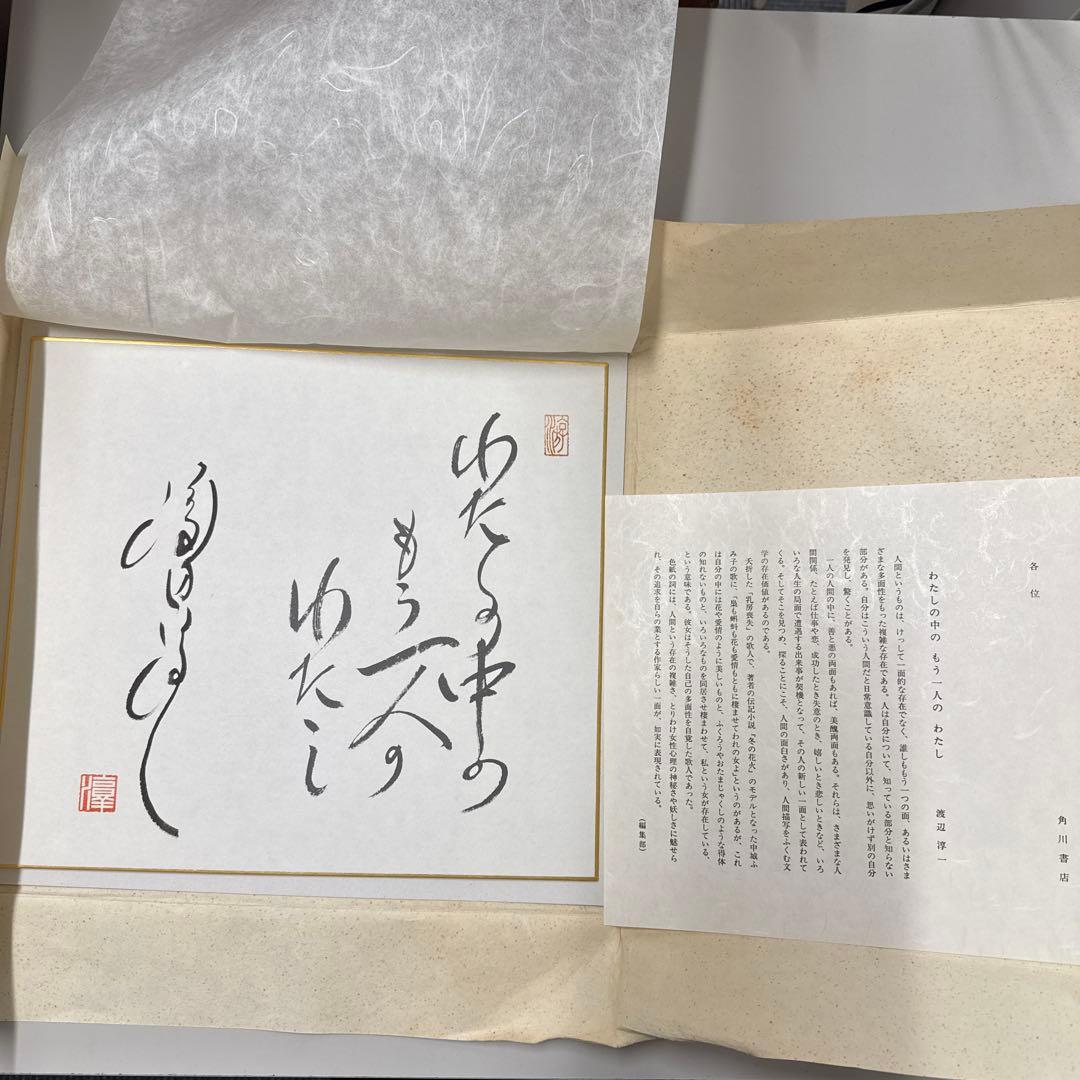 わたしの中の
もう一人の
わたし
渡辺淳一
淳
各位
角川書店
わたしの中の もう一人の わたし
渡辺淳一
人間というものは、けっして一面的な存在でなく、誰しももう一つの面、あるいはさま
ざまな多面性をもった複雑な存在である。人は自分について、知っている部分と知らない
部分がある。自分はこういう人間だと日常意識している自分以外に、思いがけず別の自分
を発見し、驚くことがある。
一人の人間の中に、善と悪の両面もあれば、美醜両面もある。それらは、さまざまな人
間関係、たとえば仕事や恋、成功したとき失意のとき、嬉しいとき悲しいときなど、いろ
いろな人生の局面で遭遇する出来事が契機となって、その人の新しい一面として表われて
くる。そしてそこを見つめ、探ることにこそ、人間の面白さがあり、人間描写をふくむ文
学の存在価値があるのである。
夭折した「乳房喪失」の歌人で、著者の伝記小説「冬の花火」のモデルとなった中城ふ
み子の歌に、「梟も蝌蚪も花も愛情もともに棲ませてわれの女よ」というのがあるが、これ
は自分の中には花や愛情のように美しいものと、ふくろうやおたまじゃくしのような得体
の知れないものと、いろいろなものを同居させ棲まわせて、私という女が存在している、
という意味である。彼女はそうした自己の多面性を自覚した歌人であった。
色紙の詞には、人間という存在の複雑さ、とりわけ女性心理の神秘さや妖しさに魅せら
れ、その追求を自らの業とする作家らしい一面が、如実に表現されている。
（編集部）